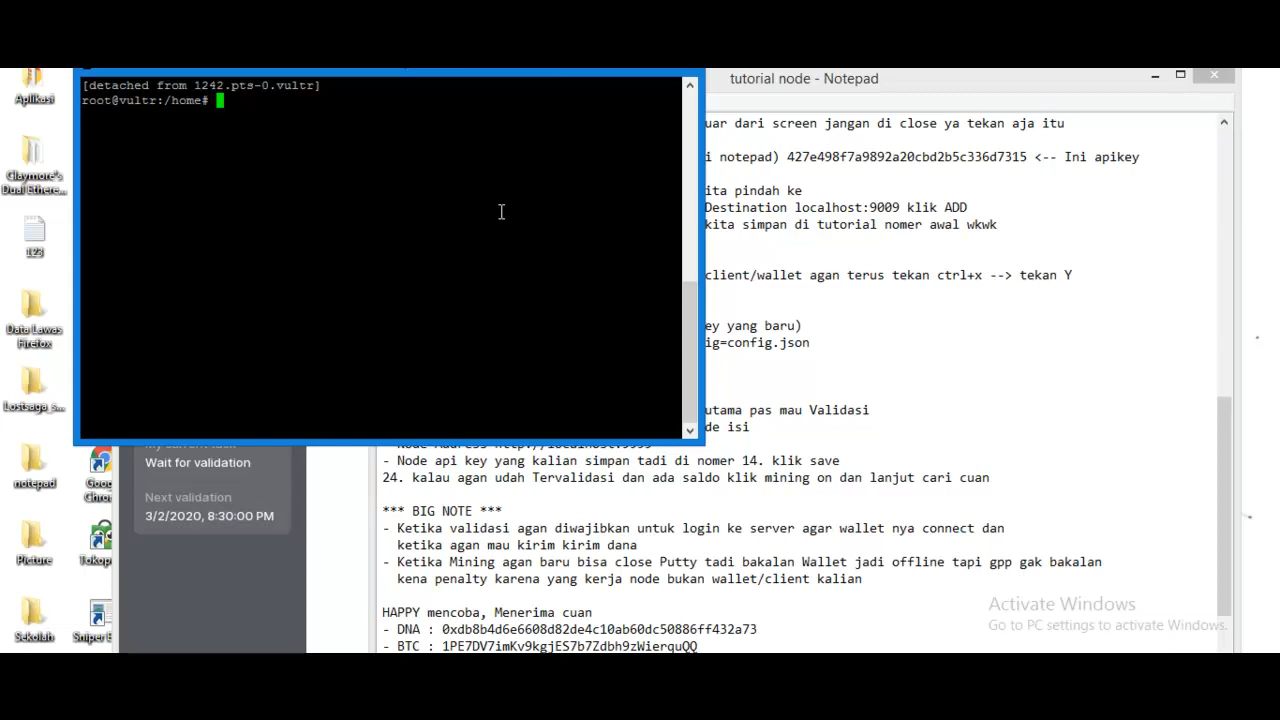 Aplikasi
Claymore's
Dual Ethere...
123
Data Lawas
Firefox
Lostsaga_s...
notepad
Goog
Chro
Picture
Tokop
Sekolah
Sniper E
[detached from 1242.pts-0.vultr]
root@vultr:/home#
Wait for validation
Next validation
3/2/2020, 8:30:00 PM
tutorial node - Notepad
uar dari screen jangan di close ya tekan aja itu
i notepad) 427e498f7a9892a20cbd2b5c336d7315 <-- Ini apikey
ita pindah ke
Destination localhost:9009 klik ADD
kita simpan di tutorial nomer awal wkwk
client/wallet agan terus tekan ctrl+x --> tekan Y
ey yang baru)
ig=config.json
utama pas mau Validasi
de isi
- Node api key yang kalian simpan tadi di nomer 14. klik save
24. kalau agan udah Tervalidasi dan ada saldo klik mining on dan lanjut cari cuan
*** BIG NOTE ***
- Ketika validasi agan diwajibkan untuk login ke server agar wallet nya connect dan
ketika agan mau kirim kirim dana
- Ketika Mining agan baru bisa close Putty tadi bakalan Wallet jadi offline tapi gpp gak bakalan
kena penalty karena yang kerja node bukan wallet/client kalian
HAPPY mencoba, Menerima cuan
- DNA : 0xdb8b4d6e6608d82de4c10ab60dc50886ff432a73
- BTC : 1PE7DV7imKv9kgjES7b7Zdbh9zWierquQQ
Activate Windows
Go to PC settings to activate Windows.